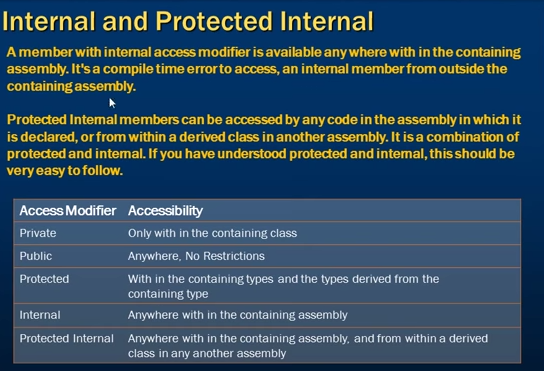 Internal and Protected Internal
A member with internal access modifier is available any where with in the containing
assembly. It's a compile time error to access, an internal member from outside the
containing assembly.
Protected Internal members can be accessed by any code in the assembly in which it
is declared, or from within a derived class in another assembly. It is a combination of
protected and internal. If you have understood protected and internal, this should be
very easy to follow.
Access Modifier Accessibility
Private Only with in the containing class
Public Anywhere, No Restrictions
Protected With in the containing types and the types derived from the
containing type
Internal Anywhere with in the containing assembly
Protected Internal Anywhere with in the containing assembly, and from within a derived
class in any another assembly